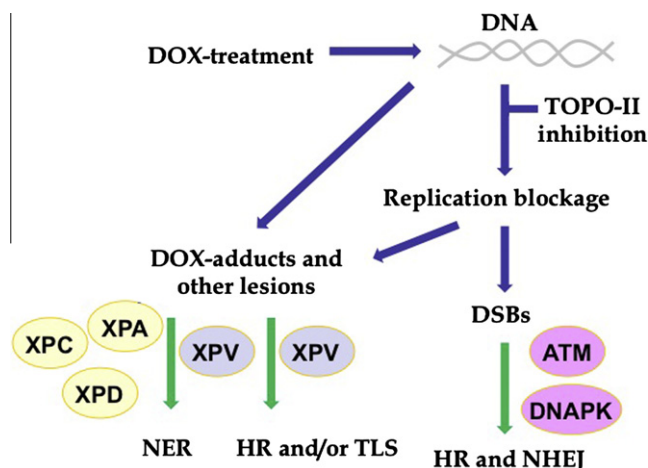 DNA
DOX-treatment
TOPO-II
inhibition
Replication blockage
DOX-adducts and
other lesions
DSBs
XPA
XPC
XPV
XPV
ATM
XPD
DNAPK
NER
HR and/or TLS
HR and NHEJ